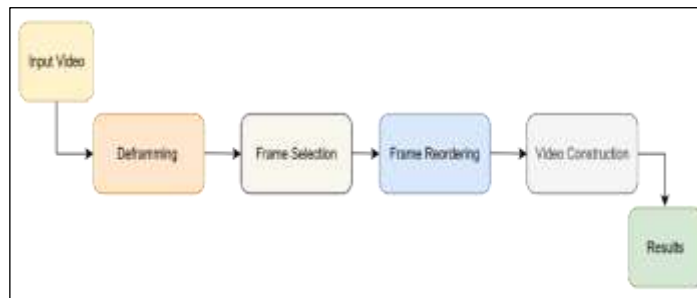 Input Video
Deframming
Frame Selection
Frame Reordering
Video Construction
Results